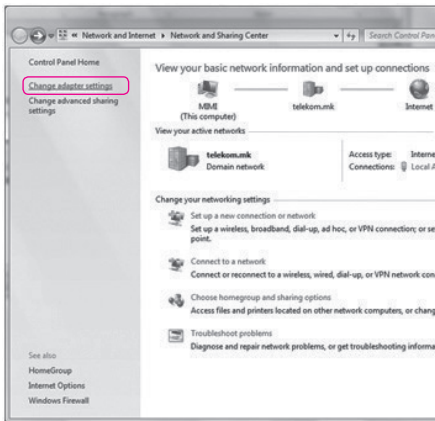 « Network and Internet ▸ Network and Sharing Center
Search Control Pan
Control Panel Home
Change adapter settings
Change advanced sharing
settings
View your basic network information and set up connections
MIMI
(This computer)
telekom.mk
Internet
View your active networks
telekom.mk
Domain network
Access type: Interne
Connections: Local A
Change your networking settings
Set up a new connection or network
Set up a wireless, broadband, dial-up, ad hoc, or VPN connection; or se
point.
Connect to a network
Connect or reconnect to a wireless, wired, dial-up, or VPN network con
Choose homegroup and sharing options
Access files and printers located on other network computers, or chang
Troubleshoot problems
Diagnose and repair network problems, or get troubleshooting informa
See also
HomeGroup
Internet Options
Windows Firewall